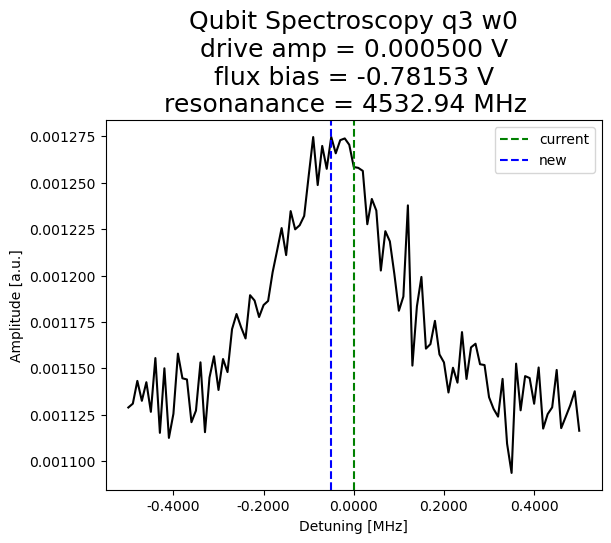 Qubit Spectroscopy q3 w0
drive amp = 0.000500 V
flux bias = -0.78153 V
resonanance = 4532.94 MHz
0.001275
0.001250
0.001225
0.001200
0.001175
0.001150
0.001125
0.001100
Amplitude [a.u.]
current
new
-0.4000
-0.2000
0.0000
0.2000
0.4000
Detuning [MHz]